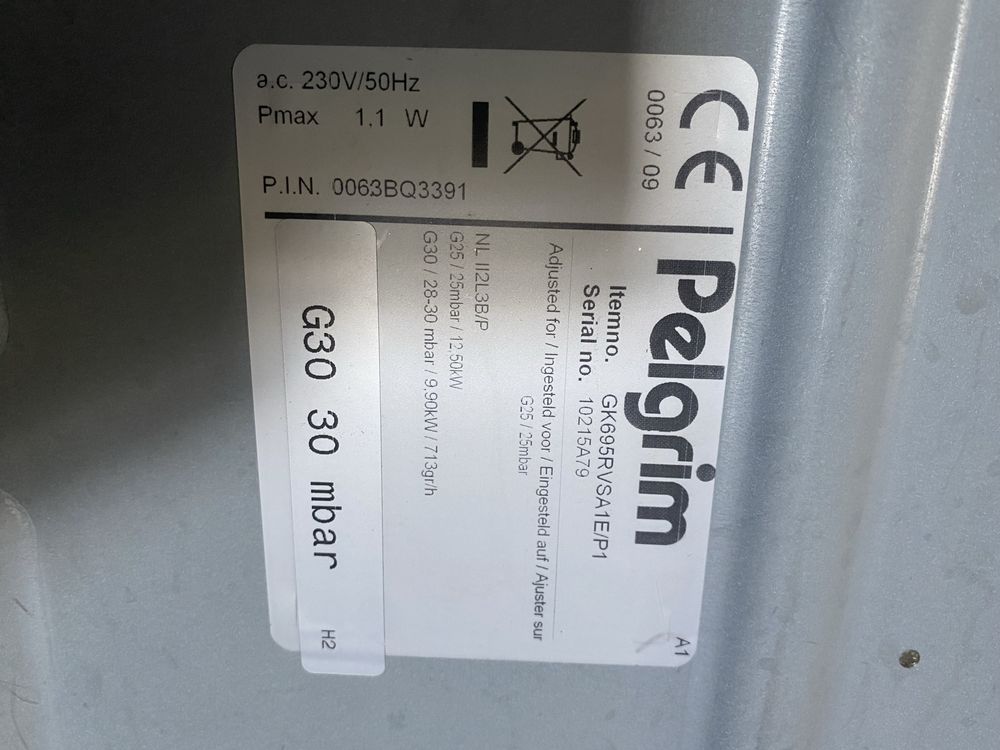 CE
0063 / 09
a.c. 230V/50Hz
Pmax 1,1 W
P.I.N. 0063BQ3391
Pelgrim
A1
Itemno. GK695RVSA1E/P1
Serial no. 10215A79
Adjusted for / Ingesteld voor / Eingesteld auf / Ajuster sur
G25 / 25mbar
NL II2L3B/P
G25 / 25mbar / 12,50kW
G30 / 28-30 mbar / 9,90kW / 713gr/h
G30 30 mbar H2